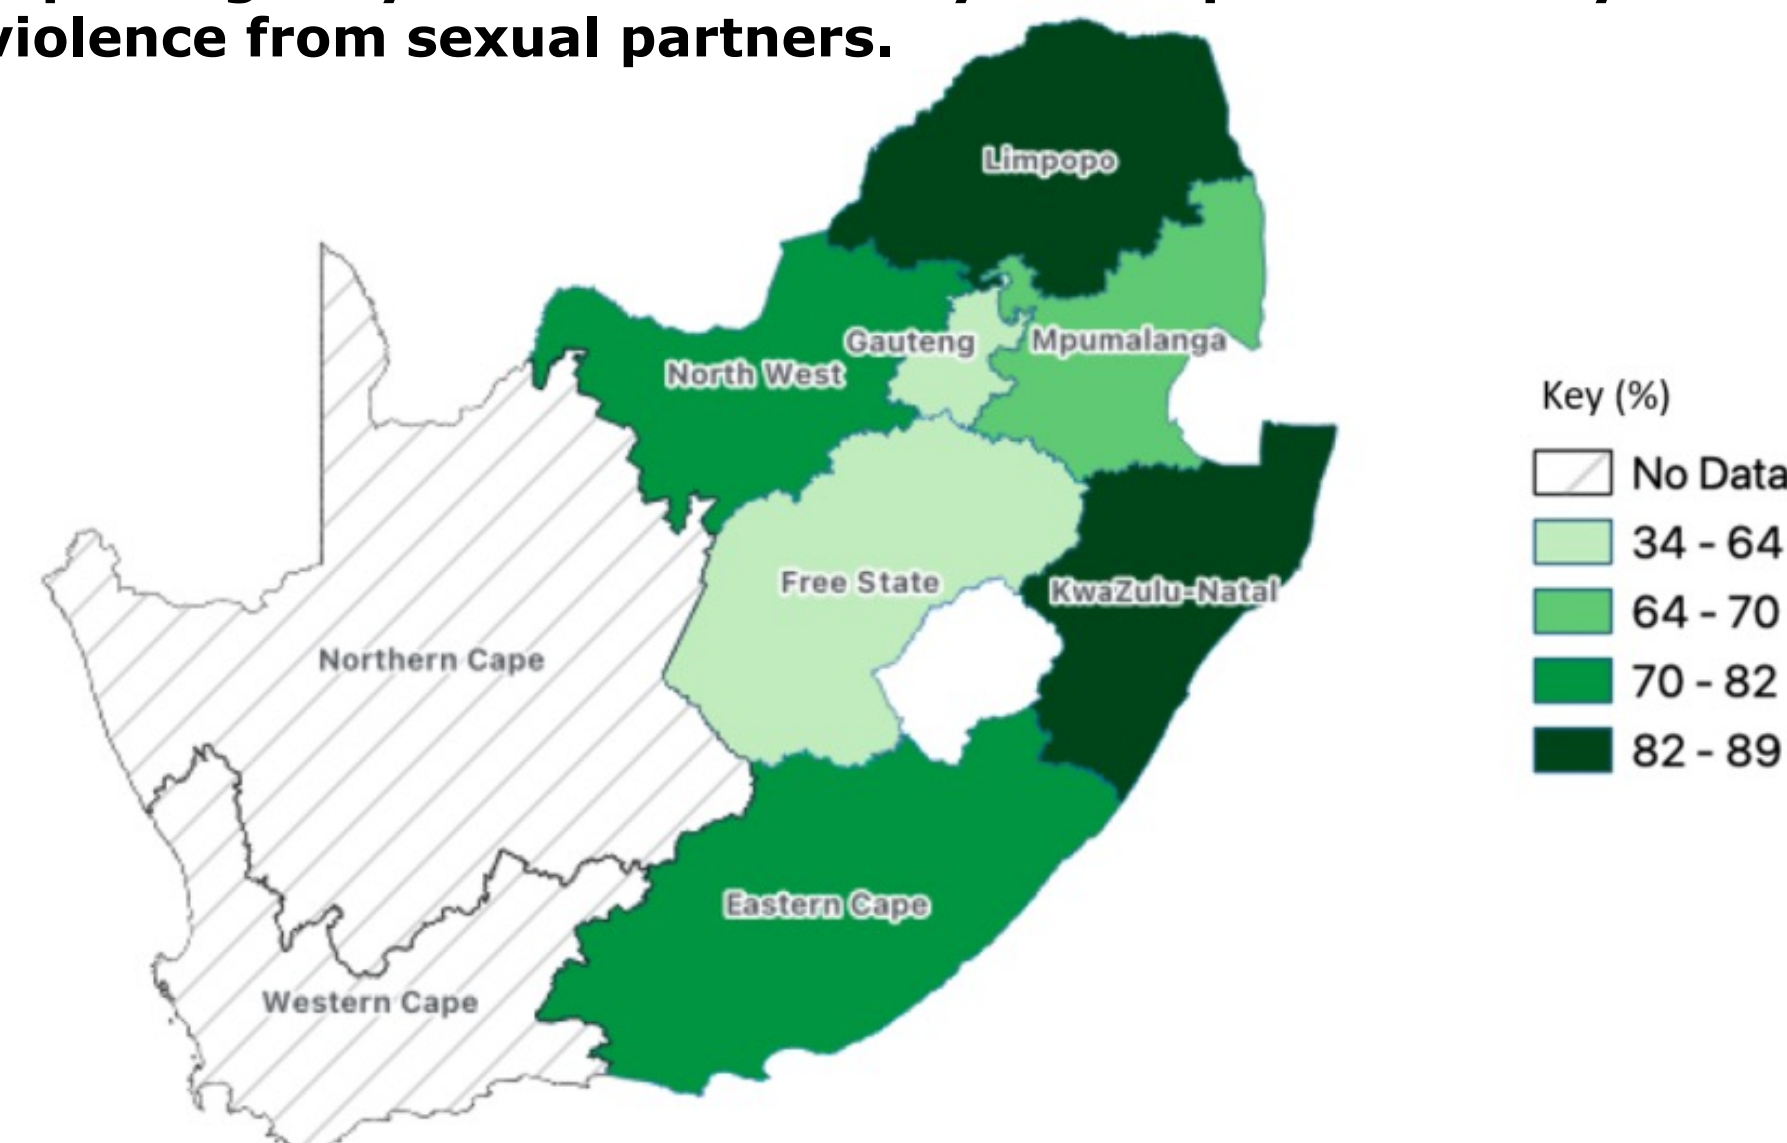 violence from sexual partners.
Limpopo
Gauteng
Mpumalanga
North West
Key (%)
No Data
34 - 64
Free State
KwaZulu-Natal
64 - 70
Northern Cape
70 - 82
82 - 89
Eastern Cape
Western Cape